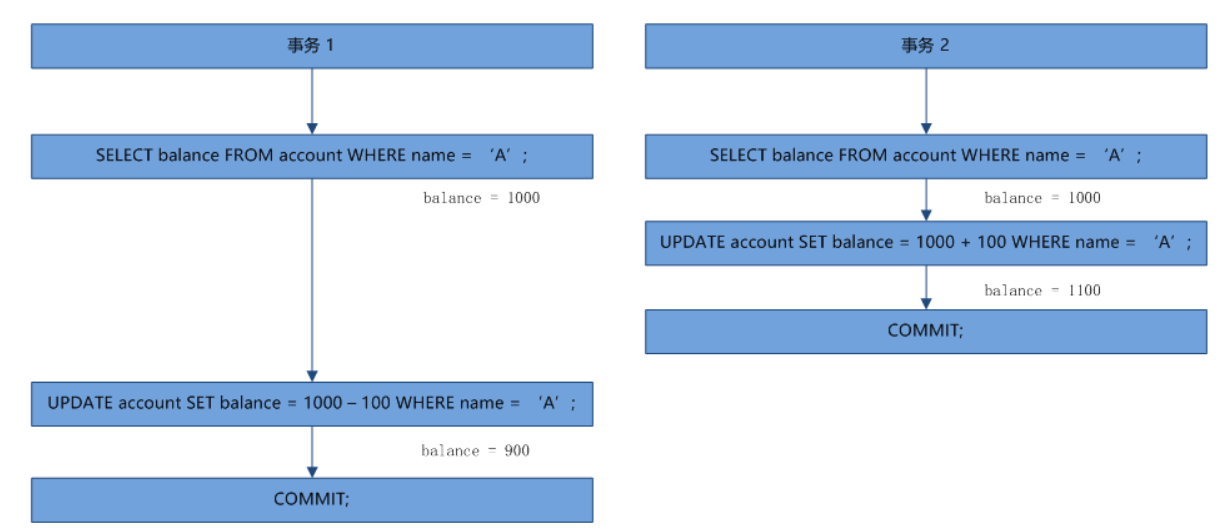 事务 1
SELECT balance FROM account WHERE name = ‘A’;
balance = 1000
UPDATE account SET balance = 1000 – 100 WHERE name = ‘A’;
balance = 900
COMMIT;
事务 2
SELECT balance FROM account WHERE name = ‘A’;
balance = 1000
UPDATE account SET balance = 1000 + 100 WHERE name = ‘A’;
balance = 1100
COMMIT;